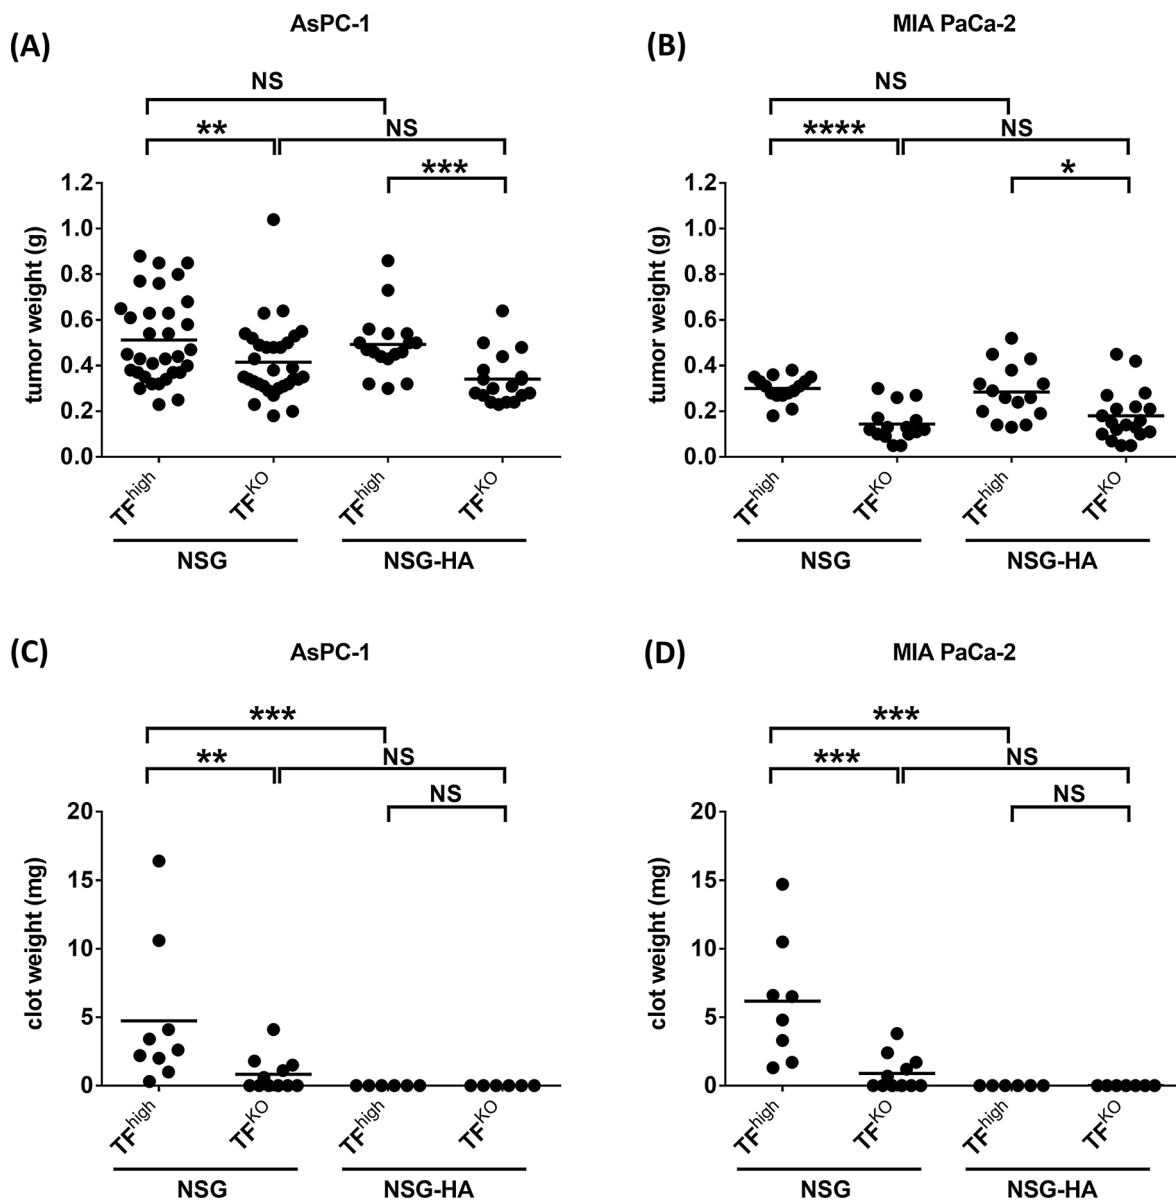 (A)
AsPC-1
NS
** NS
***
tumor weight (g)
1.2
1.0
0.8
0.6
0.4
0.2
0.0
TFhigh TFKO TFhigh TFKO
NSG NSG-HA
(B)
MIA PaCa-2
NS
**** NS
*
tumor weight (g)
1.2
1.0
0.8
0.6
0.4
0.2
0.0
TFhigh TFKO TFhigh TFKO
NSG NSG-HA
(C)
AsPC-1
***
** NS
NS
clot weight (mg)
20
15
10
5
0
TFhigh TFKO TFhigh TFKO
NSG NSG-HA
(D)
MIA PaCa-2
***
*** NS
NS
clot weight (mg)
20
15
10
5
0
TFhigh TFKO TFhigh TFKO
NSG NSG-HA